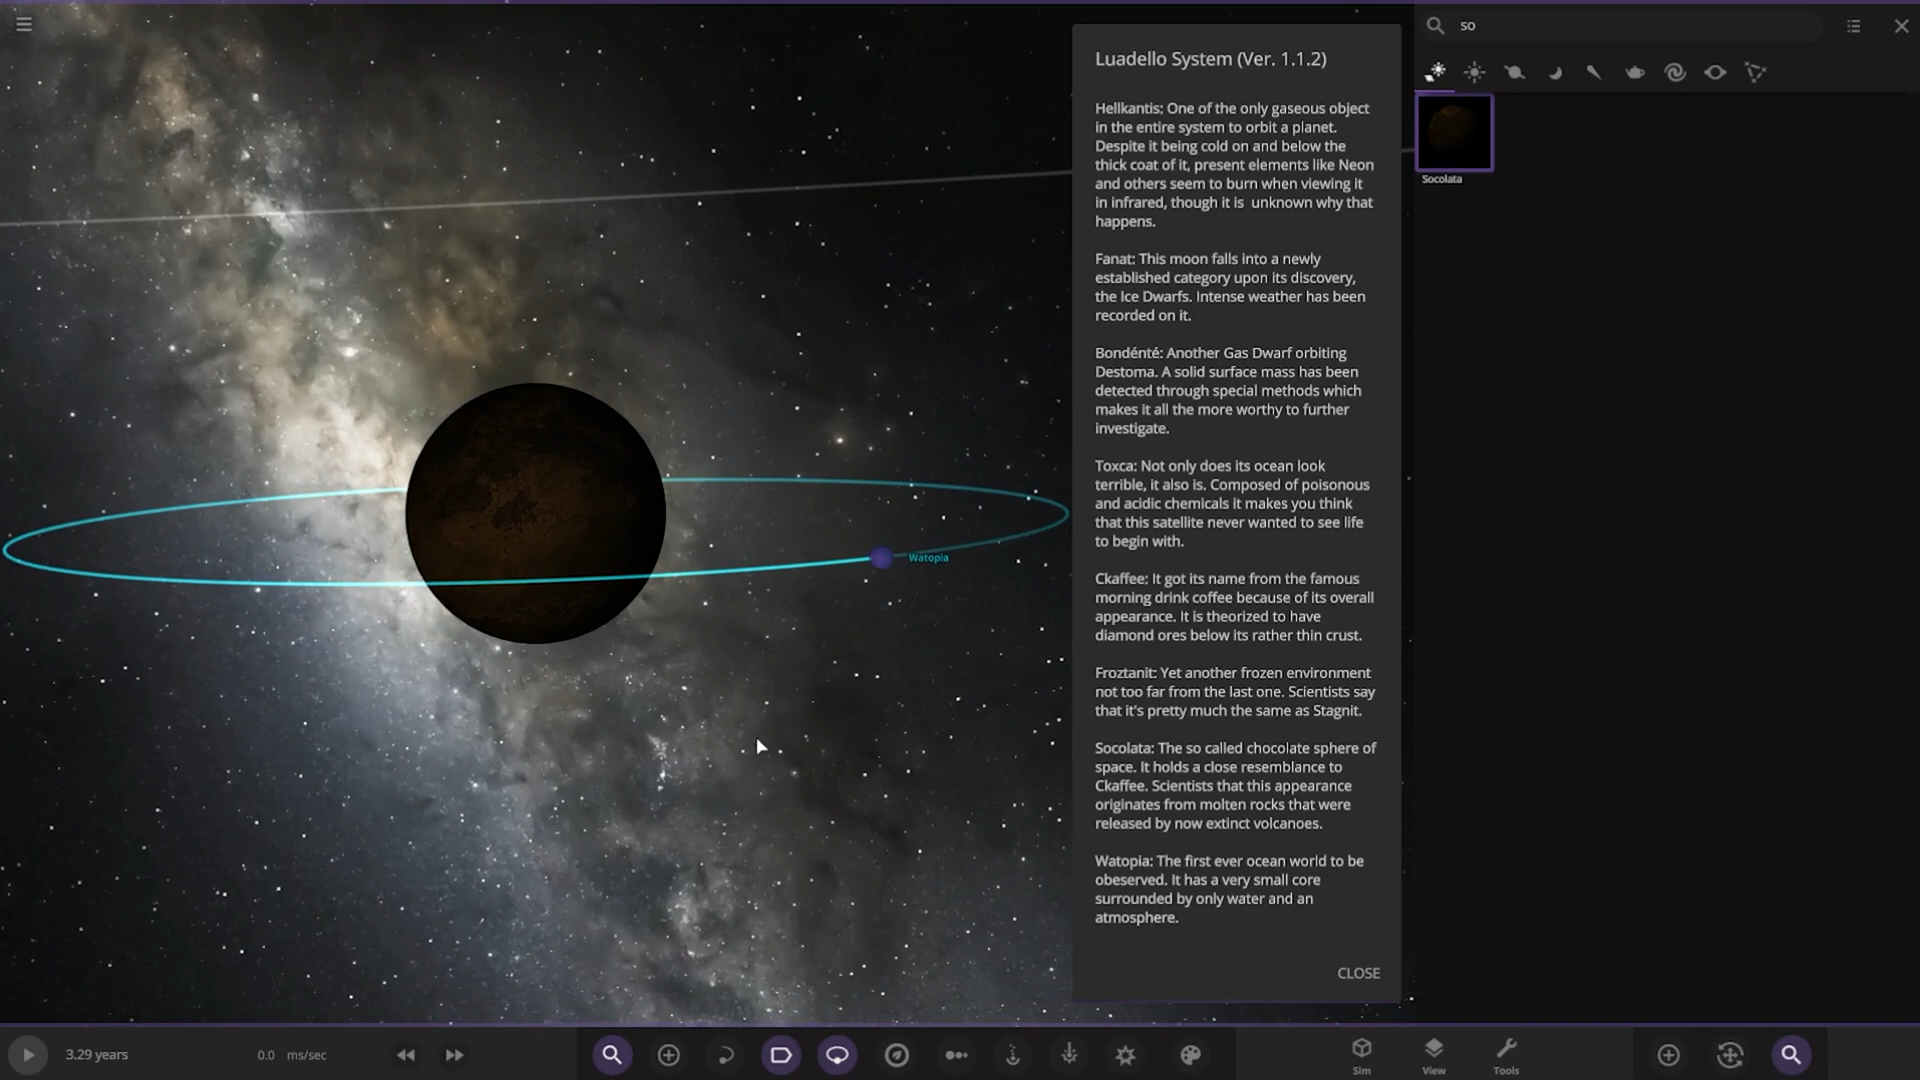 so
Luadello System (Ver. 1.1.2)
Hellkantis: One of the only gaseous object
in the entire system to orbit a planet.
Despite it being cold on and below the
thick coat of it, present elements like Neon
and others seem to burn when viewing it
in infrared, though it is unknown why that
happens.
Fanat: This moon falls into a newly
established category upon its discovery,
the Ice Dwarfs. Intense weather has been
recorded on it.
Bondénté: Another Gas Dwarf orbiting
Destoma. A solid surface mass has been
detected through special methods which
makes it all the more worthy to further
investigate.
Toxca: Not only does its ocean look
terrible, it also is. Composed of poisonous
and acidic chemicals it makes you think
that this satellite never wanted to see life
to begin with.
Ckaffee: It got its name from the famous
morning drink coffee because of its overall
appearance. It is theorized to have
diamond ores below its rather thin crust.
Froztanit: Yet another frozen environment
not too far from the last one. Scientists say
that it's pretty much the same as Stagnit.
Socolata: The so called chocolate sphere of
space. It holds a close resemblance to
Ckaffee. Scientists that this appearance
originates from molten rocks that were
released by now extinct volcanoes.
Watopia: The first ever ocean world to be
obeserved. It has a very small core
surrounded by only water and an
atmosphere.
CLOSE
Socolata
Watopia
3.29 years
0.0 ms/sec
Sim
View
Tools